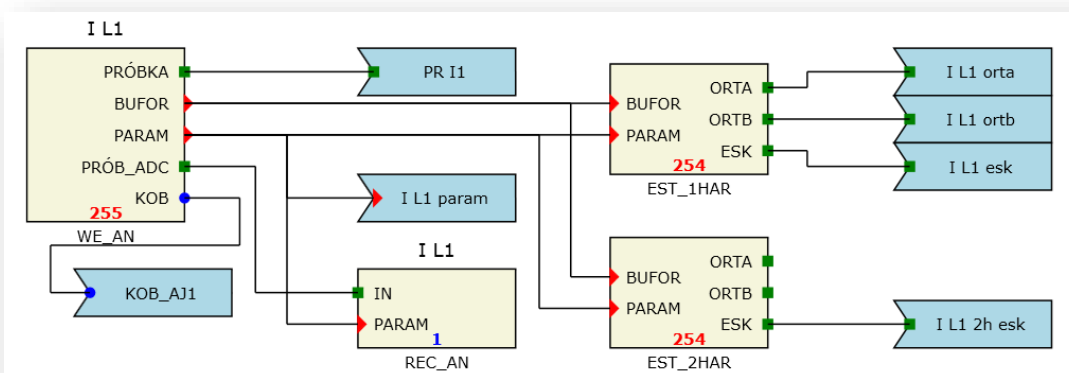 I L1
PRÓBKA
BUFOR
PARAM
PRÓB_ADC
KOB
255
WE_AN
KOB_AJ1
PR I1
I L1 param
I L1
IN
PARAM
1
REC_AN
BUFOR
PARAM
ORTA
ORTB
ESK
254
EST_1HAR
I L1 orta
I L1 ortb
I L1 esk
BUFOR
PARAM
ORTA
ORTB
ESK
254
EST_2HAR
I L1 2h esk